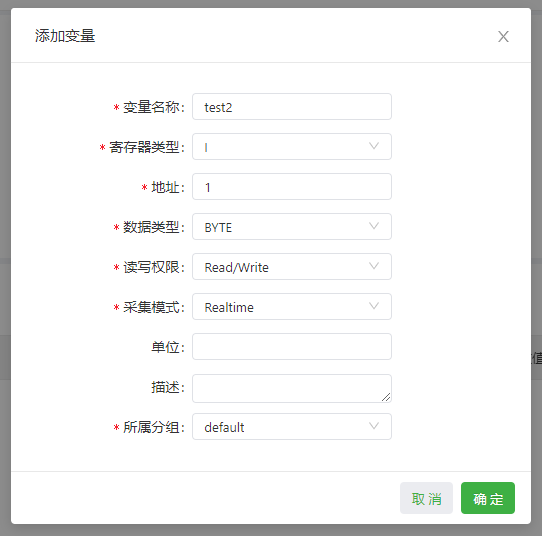 添加变量
* 变量名称: test2
* 寄存器类型: I
* 地址: 1
* 数据类型: BYTE
* 读写权限: Read/Write
* 采集模式: Realtime
单位:
描述:
* 所属分组: default
取 消 确 定
值